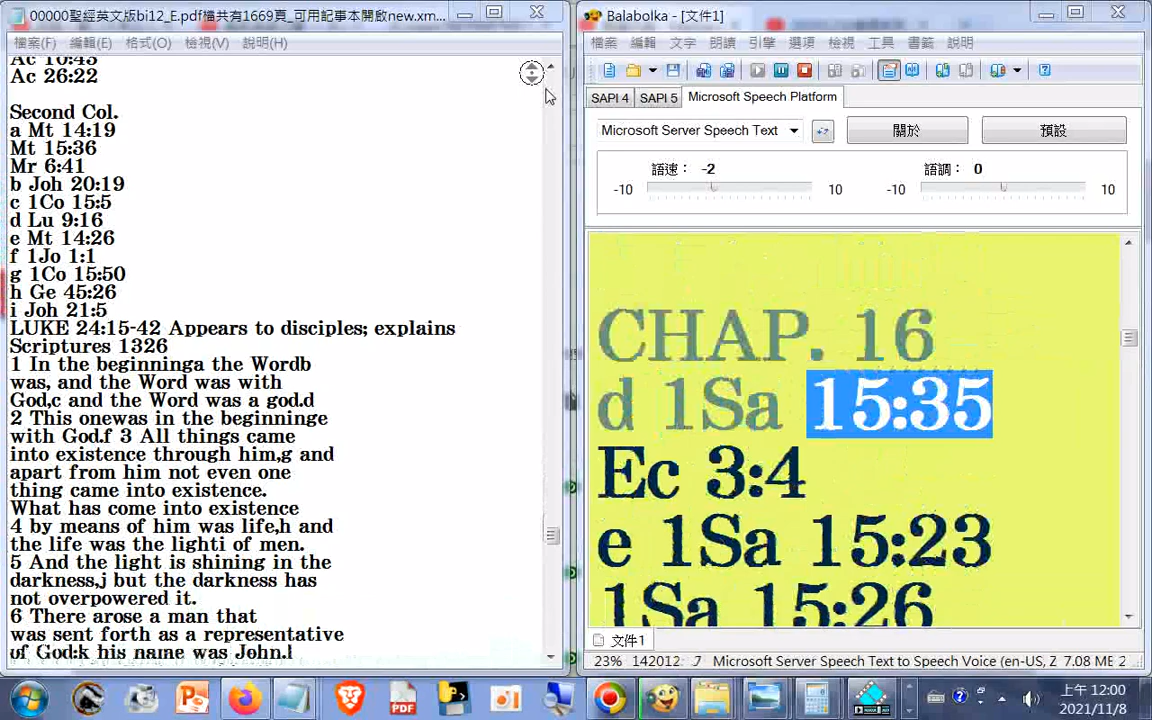 00000聖經英文版bi12_E.pdf檔共有1669頁_可用記事本開啟new.xm...
檔案(F) 編輯(E) 格式(O) 檢視(V) 說明(H)
Ac 10:43
Ac 26:22
Second Col.
a Mt 14:19
Mt 15:36
Mr 6:41
b Joh 20:19
c 1Co 15:5
d Lu 9:16
e Mt 14:26
f 1Jo 1:1
g 1Co 15:50
h Ge 45:26
i Joh 21:5
LUKE 24:15-42 Appears to disciples; explains
Scriptures 1326
1 In the beginninga the Wordb
was, and the Word was with
God,c and the Word was a god.d
2 This onewas in the beginninge
with God.f 3 All things came
into existence through him,g and
apart from him not even one
thing came into existence.
What has come into existence
4 by means of him was life,h and
the life was the lighti of men.
5 And the light is shining in the
darkness,j but the darkness has
not overpowered it.
6 There arose a man that
was sent forth as a representative
of God:k his name was John.l
Balabolka - [文件1]
檔案 編輯 文字 朗讀 引擎 選項 檢視 工具 書籤 說明
SAPI 4 SAPI 5 Microsoft Speech Platform
Microsoft Server Speech Text 關於 預設
語速: -2 語調: 0
-10 10 -10 10
CHAP. 16
d 1Sa 15:35
Ec 3:4
e 1Sa 15:23
1Sa 15:26
文件1
23% Microsoft Server Speech Text to Speech Voice (en-US, Z 7.08 MB 2
PDF
上午 12:00
2021/11/8